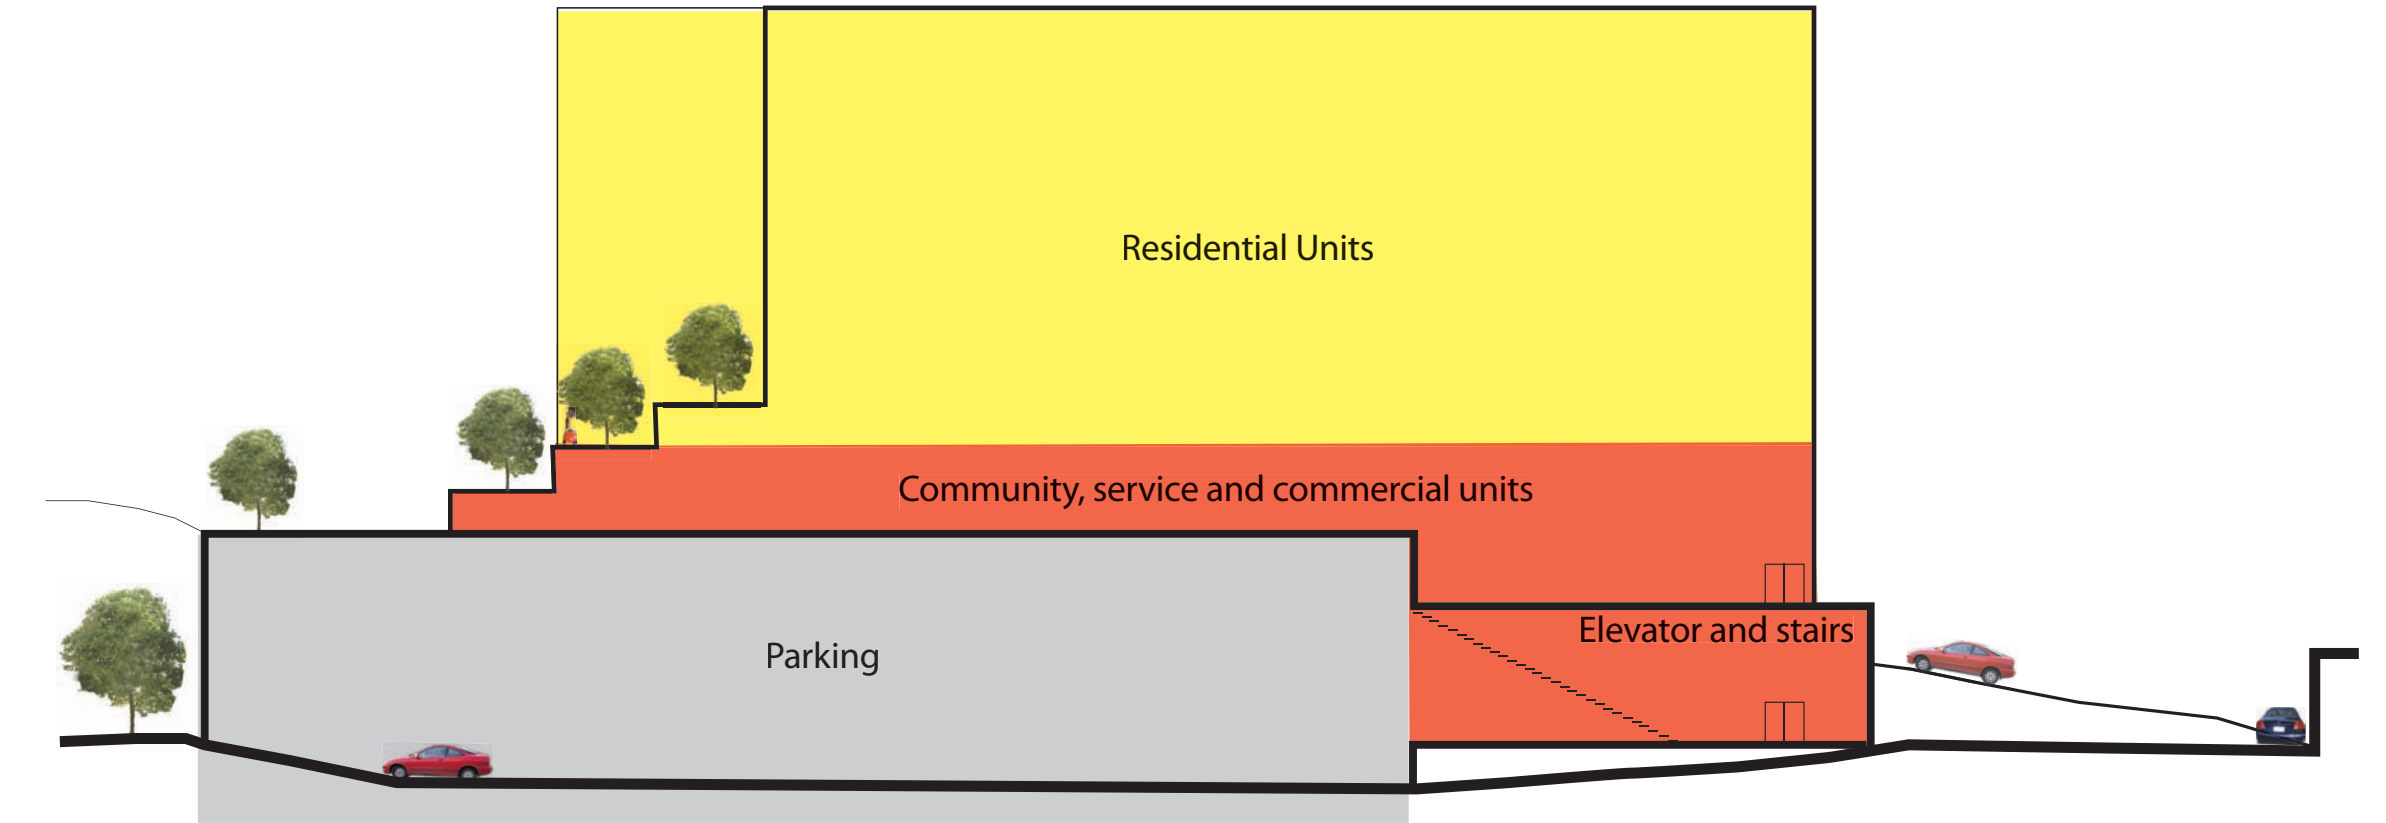 Residential Units
Community, service and commercial units
Elevator and stairs
Parking